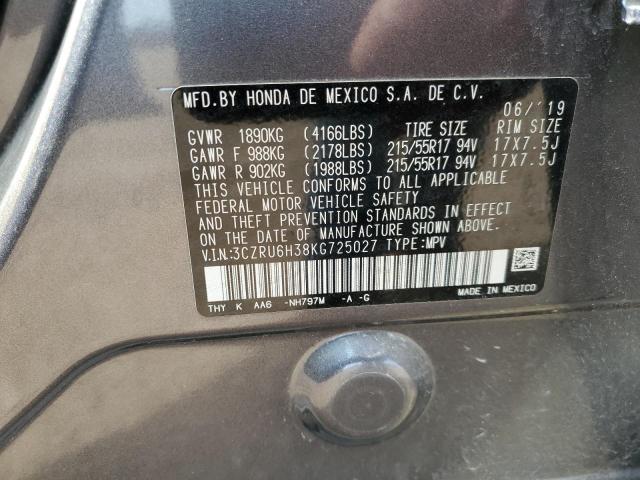 MFD.BY HONDA DE MEXICO S.A. DE C.V.
06/'19
GVWR 1890KG (4166LBS) TIRE SIZE RIM SIZE
GAWR F 988KG (2178LBS) 215/55R17 94V 17X7.5J
GAWR R 902KG (1988LBS) 215/55R17 94V 17X7.5J
THIS VEHICLE CONFORMS TO ALL APPLICABLE
FEDERAL MOTOR VEHICLE SAFETY
AND THEFT PREVENTION STANDARDS IN EFFECT
ON THE DATE OF MANUFACTURE SHOWN ABOVE.
V.I.N:3CZRU6H38KG725027 TYPE:MPV
THY K AA6 -NH797M -A -G MADE IN MEXICO